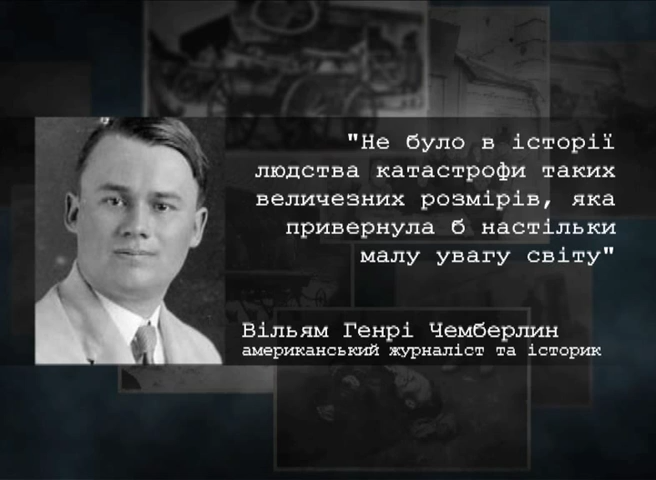 "Не було в історії
людства катастрофи таких
величезних розмірів, яка
привернула б настільки
малу увагу світу"
Вільям Генрі Чемберлин
американський журналіст та історик